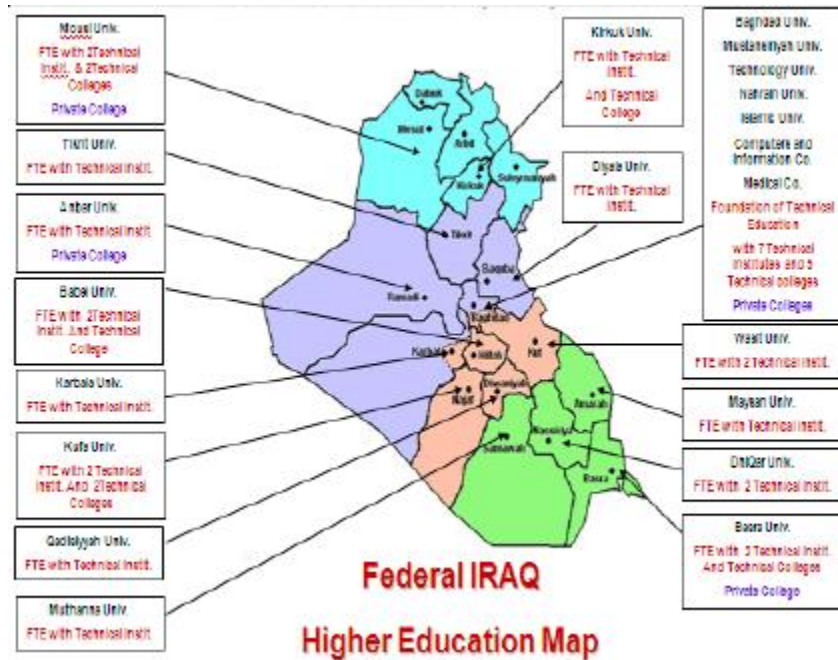 Mousl Univ.
FTE with 2Technical
Instit. & 2Technical
Colleges
Private College
Tikrit Univ.
FTE with Technical Instit.
Anbar Univ.
FTE with Technical Instit.
Private College
Babel Univ.
FTE with 2Technical
Instit. And Technical
College
Karbala Univ.
FTE with Technical Instit.
Kufa Univ.
FTE with 2 Technical
Instit. And 2Technical
Colleges
Qadisiyyah Univ.
FTE with Technical Instit.
Muthanna Univ.
FTE with Technical Instit.
Kirkuk Univ.
FTE with Technical
Instit.
And Technical
College
Diyala Univ.
FTE with Technical
Instit.
Baghdad Univ.
Mustansiriyah Univ.
Technology Univ.
Nahrain Univ.
Islamic Univ.
Computers and
Information Co.
Medical Co.
Foundation of Technical
Education
with 7 Technical
Institutes and 5
Technical colleges
Private Colleges
Wasit Univ.
FTE with 2 Technical Instit.
Maysan Univ.
FTE with Technical Instit.
DhiQar Univ.
FTE with 2 Technical Instit.
Basra Univ.
FTE with Technical Instit.
And Technical Colleges
Private College
Dahuk
Mosul
Arbil
Kirkuk
Suleymaniyah
Tikrit
Baquba
Ramadi
Baghdad
Karbala
Hillah
Kut
Najaf
Diwaniyah
Amarah
Nassiriya
Samawah
Basra
Federal IRAQ
Higher Education Map